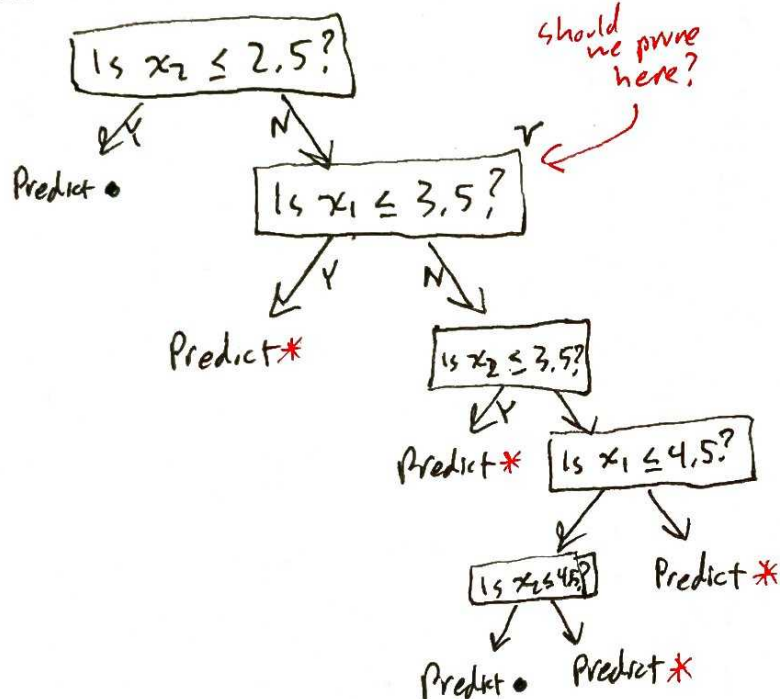 should
we prune
here?
Is x₂ ≤ 2.5?
Y N
Predict •
r
Is x₁ ≤ 3.5?
Y N
Predict *
Is x₂ ≤ 3.5?
Y
Predict *
Is x₁ ≤ 4.5?
Is x₂ ≤ 4.5?
Predict *
Predict • Predict *